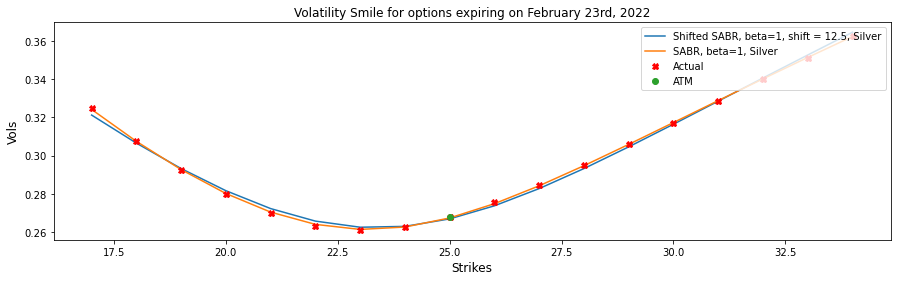 Volatility Smile for options expiring on February 23rd, 2022
Shifted SABR, beta=1, shift = 12.5, Silver
SABR, beta=1, Silver
Actual
ATM
0.36
0.34
0.32
0.30
0.28
0.26
Vols
17.5
20.0
22.5
25.0
27.5
30.0
32.5
Strikes